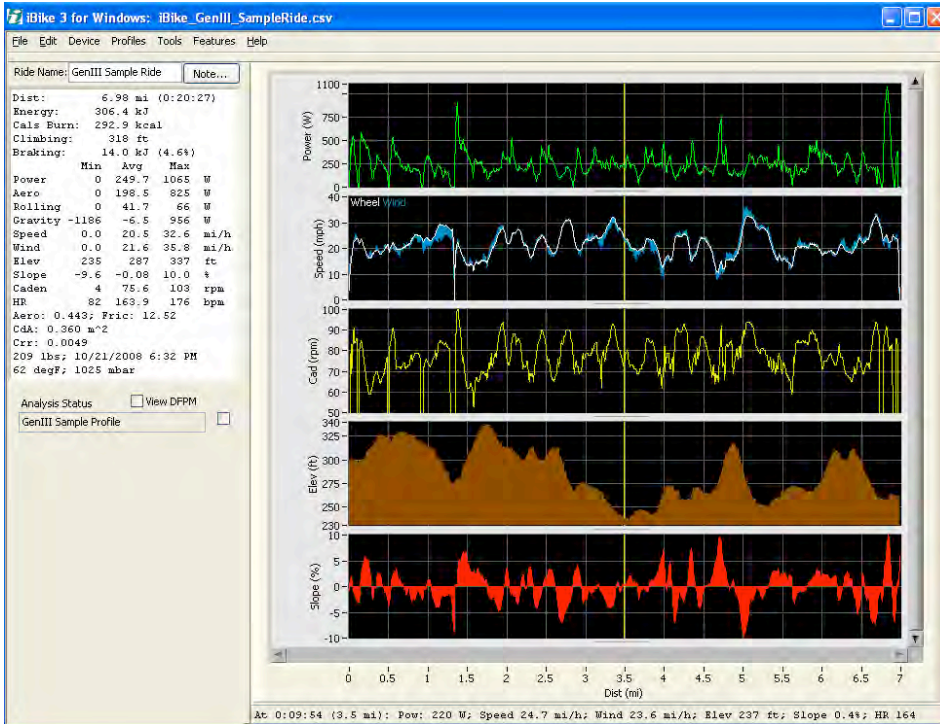 iBike 3 for Windows: iBike_GenIII_SampleRide.csv
File Edit Device Profiles Tools Features Help
Ride Name: GenIII Sample Ride Note...
Dist: 6.98 mi (0:20:27)
Energy: 306.4 kJ
Cals Burn: 292.9 kcal
Climbing: 318 ft
Braking: 14.0 kJ (4.6%)
Min Avg Max
Power 0 249.7 1065 W
Aero 0 198.5 825 W
Rolling 0 41.7 66 W
Gravity -1186 -6.5 956 W
Speed 0.0 20.5 32.6 mi/h
Wind 0.0 21.6 35.8 mi/h
Elev 235 287 337 ft
Slope -9.6 -0.08 10.0 %
Caden 4 75.6 103 rpm
HR 82 163.9 176 bpm
Aero: 0.443; Fric: 12.52
CdA: 0.360 m^2
Crr: 0.0049
209 lbs; 10/21/2008 6:32 PM
62 degF; 1025 mbar
Analysis Status View DFPM
GenIII Sample Profile
Power (W)
1100
750
500
250
0
Speed (mph)
Wheel Wind
40
30
20
10
0
Cad (rpm)
100
90
80
70
60
50
Elev (ft)
340
325
300
275
250
230
Slope (%)
10
5
0
-5
-10
0 0.5 1 1.5 2 2.5 3 3.5 4 4.5 5 5.5 6 6.5 7
Dist (mi)
At 0:09:54 (3.5 mi): Pow: 220 W; Speed 24.7 mi/h; Wind 23.6 mi/h; Elev 237 ft; Slope 0.4%; HR 164